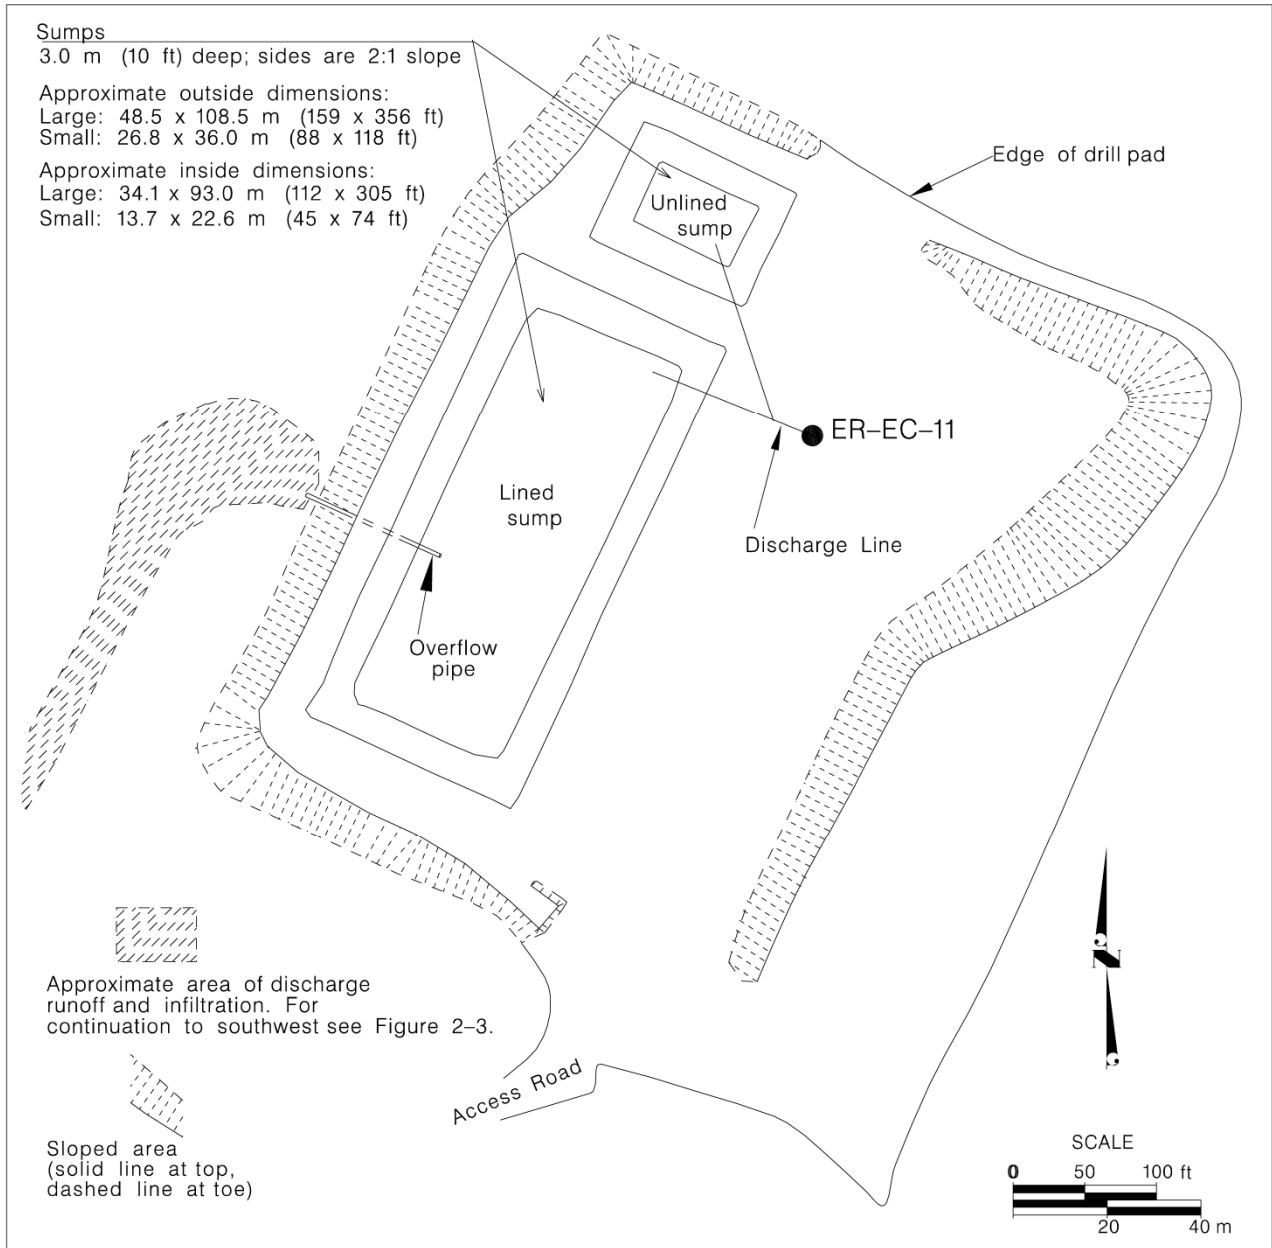 Sumps
3.0 m (10 ft) deep; sides are 2:1 slope
Approximate outside dimensions:
Large: 48.5 x 108.5 m (159 x 356 ft)
Small: 26.8 x 36.0 m (88 x 118 ft)
Approximate inside dimensions:
Large: 34.1 x 93.0 m (112 x 305 ft)
Small: 13.7 x 22.6 m (45 x 74 ft)
Edge of drill pad
Unlined
sump
ER–EC–11
Lined
sump
Discharge Line
Overflow
pipe
N
Approximate area of discharge
runoff and infiltration. For
continuation to southwest see Figure 2–3.
Access Road
Sloped area
(solid line at top,
dashed line at toe)
SCALE
0 50 100 ft
20 40 m